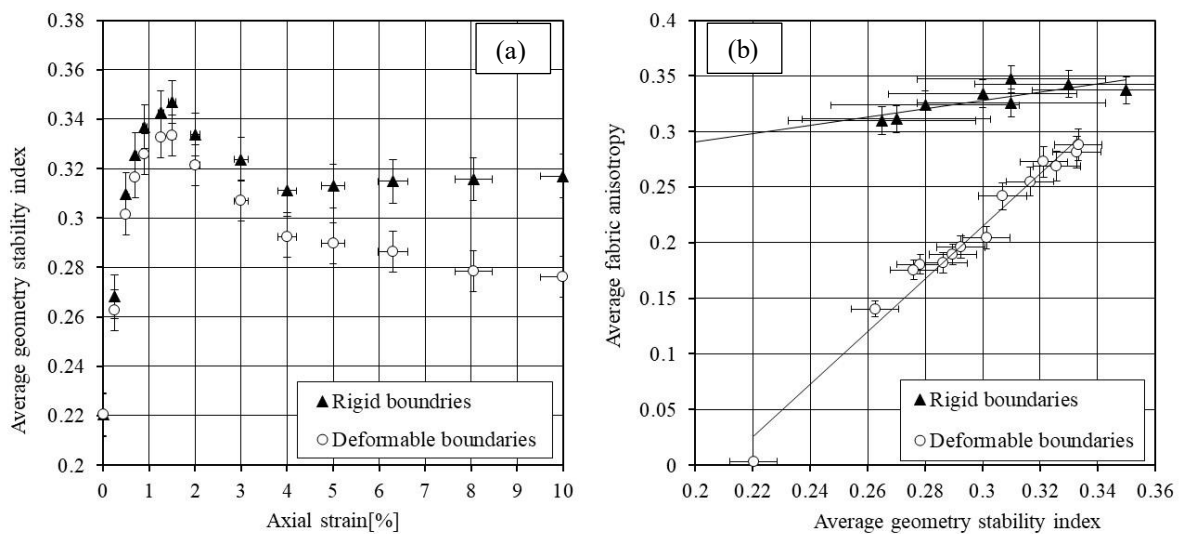 (a)
Average geometry stability index
0.38
0.36
0.34
0.32
0.3
0.28
0.26
0.24
0.22
0.2
Rigid boundries
Deformable boundaries
0 1 2 3 4 5 6 7 8 9 10
Axial strain[%]
(b)
Average fabric anisotropy
0.4
0.35
0.3
0.25
0.2
0.15
0.1
0.05
0
Rigid boundaries
Deformable boundaries
0.2 0.22 0.24 0.26 0.28 0.3 0.32 0.34 0.36
Average geometry stability index